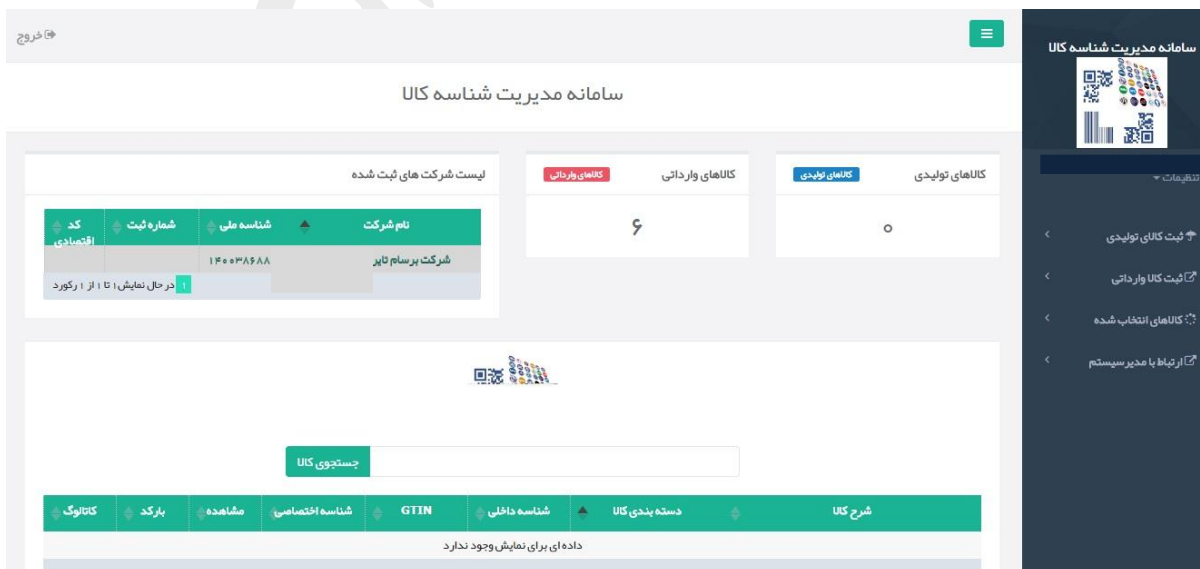 خروج
سامانه مدیریت شناسه کالا
سامانه مدیریت شناسه کالا
تنظیمات
ثبت کالای تولیدی
ثبت کالا وارداتی
کالاهای انتخاب شده
ارتباط با مدیر سیستم
کالاهای تولیدی کالاهای تولیدی
۰
کالاهای وارداتی کالاهای وارداتی
۶
لیست شرکت های ثبت شده
نام شرکت شناسه ملی شماره ثبت کد اقتصادی
شرکت برسام تایر ۱۴۰۰۳۸۶۸۸
در حال نمایش ۱ تا ۱ از ۱ رکورد ۱
جستجوی کالا
شرح کالا دسته بندی کالا شناسه داخلی GTIN شناسه اختصاصی مشاهده بارکد کاتالوگ
داده ای برای نمایش وجود ندارد